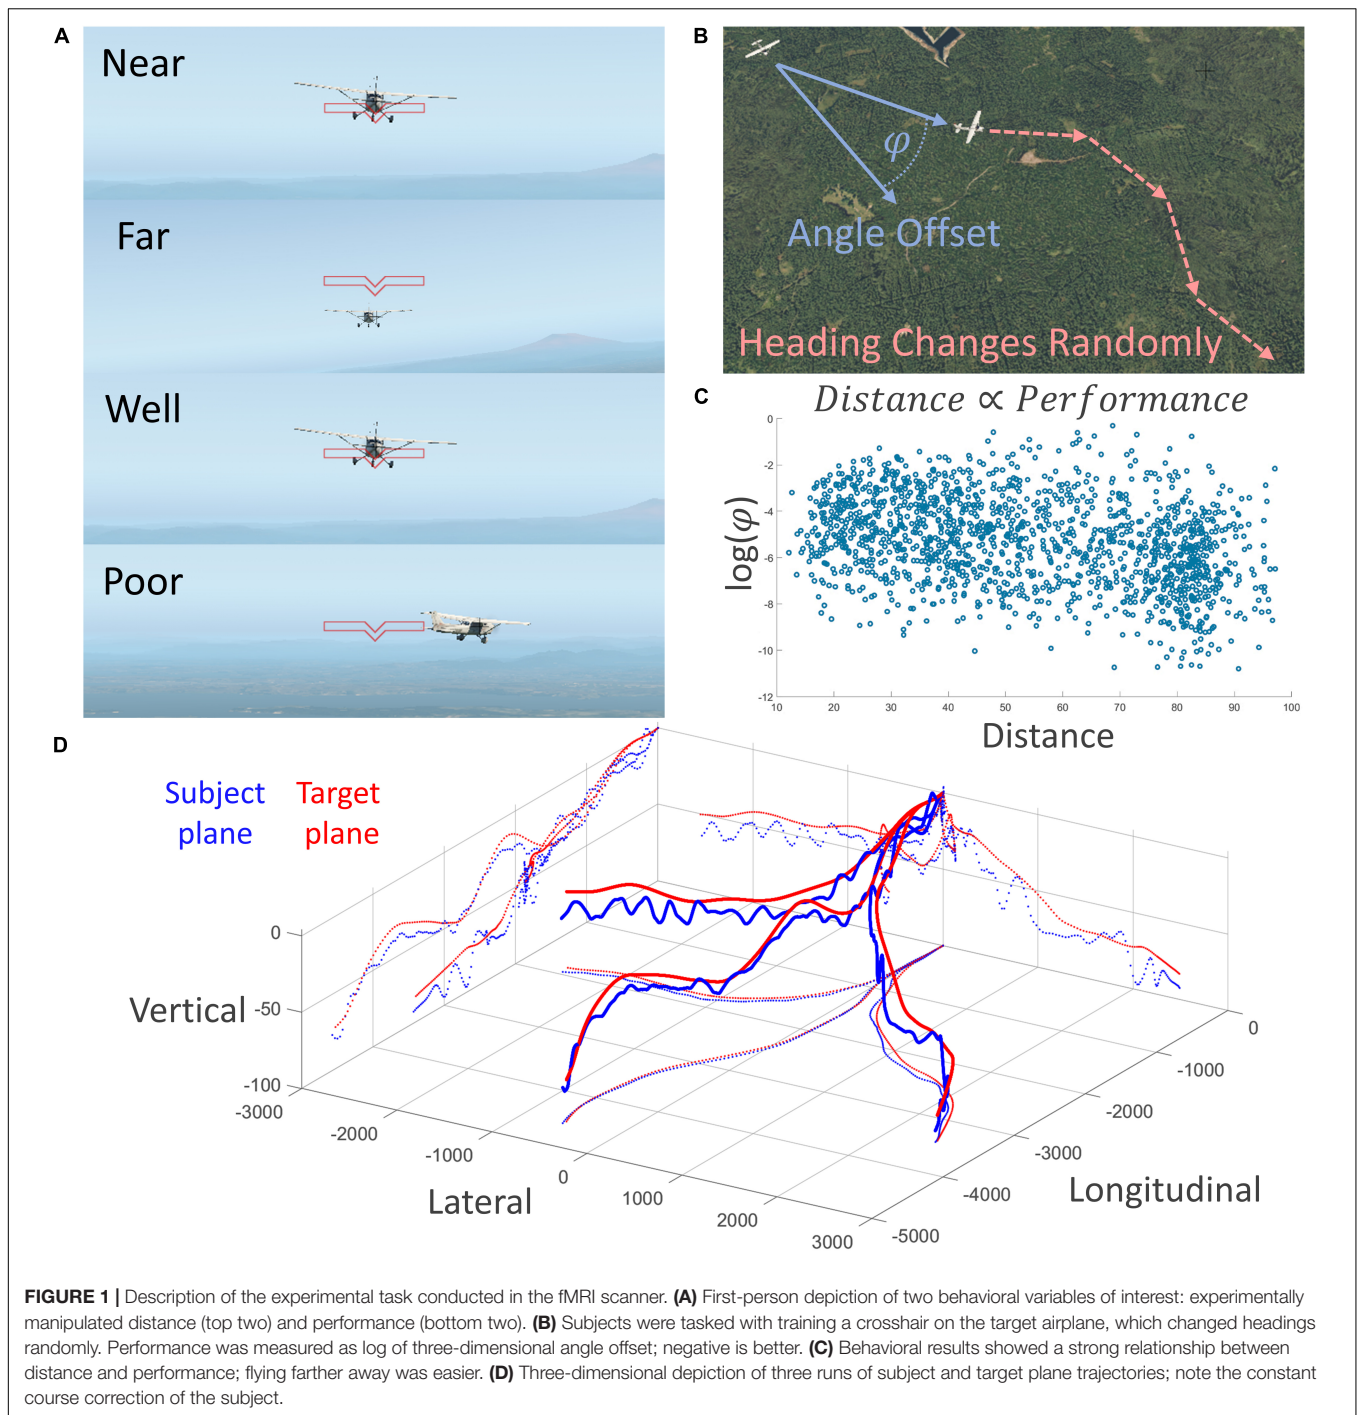 A
Near
Far
Well
Poor
B
φ
Angle Offset
Heading Changes Randomly
C
Distance ∝ Performance
0
-2
-4
-6
-8
-10
-12
log(φ)
10 20 30 40 50 60 70 80 90 100
Distance
D
Subject plane
Target plane
0
-50
-100
Vertical
-3000
-2000
-1000
0
1000
2000
3000
Lateral
0
-1000
-2000
-3000
-4000
-5000
Longitudinal
FIGURE 1 | Description of the experimental task conducted in the fMRI scanner. (A) First-person depiction of two behavioral variables of interest: experimentally
manipulated distance (top two) and performance (bottom two). (B) Subjects were tasked with training a crosshair on the target airplane, which changed headings
randomly. Performance was measured as log of three-dimensional angle offset; negative is better. (C) Behavioral results showed a strong relationship between
distance and performance; flying farther away was easier. (D) Three-dimensional depiction of three runs of subject and target plane trajectories; note the constant
course correction of the subject.